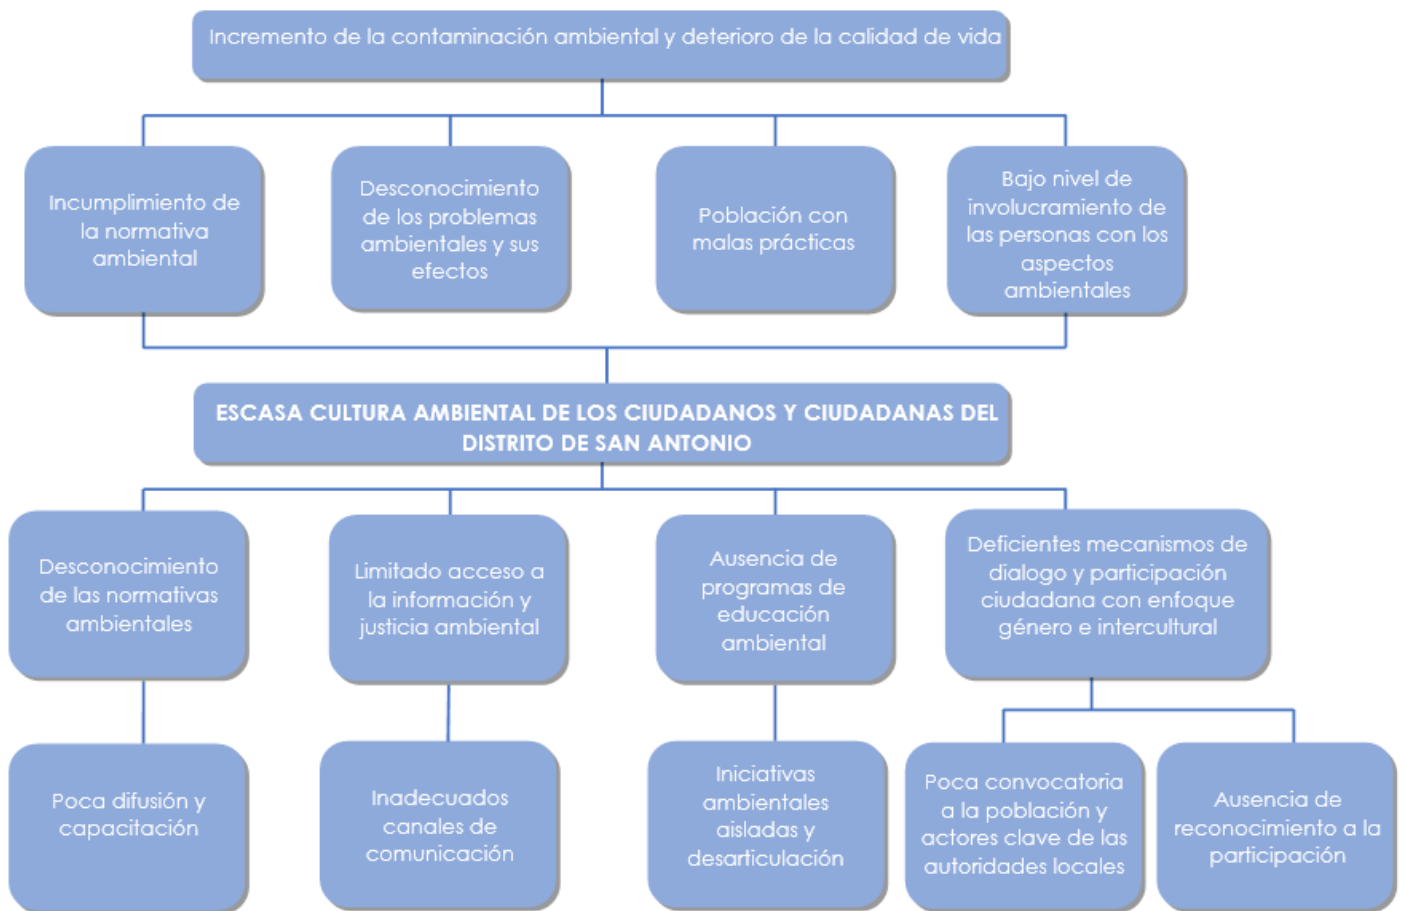 Incremento de la contaminación ambiental y deterioro de la calidad de vida
Incumplimiento de
la normativa
ambiental
Desconocimiento
de los problemas
ambientales y sus
efectos
Población con
malas prácticas
Bajo nivel de
involucramiento de
las personas con los
aspectos
ambientales
ESCASA CULTURA AMBIENTAL DE LOS CIUDADANOS Y CIUDADANAS DEL
DISTRITO DE SAN ANTONIO
Desconocimiento
de las normativas
ambientales
Limitado acceso a
la información y
justicia ambiental
Ausencia de
programas de
educación
ambiental
Deficientes mecanismos de
dialogo y participación
ciudadana con enfoque
género e intercultural
Poca difusión y
capacitación
Inadecuados
canales de
comunicación
Iniciativas
ambientales
aisladas y
desarticulación
Poca convocatoria
a la población y
actores clave de las
autoridades locales
Ausencia de
reconocimiento a la
participación